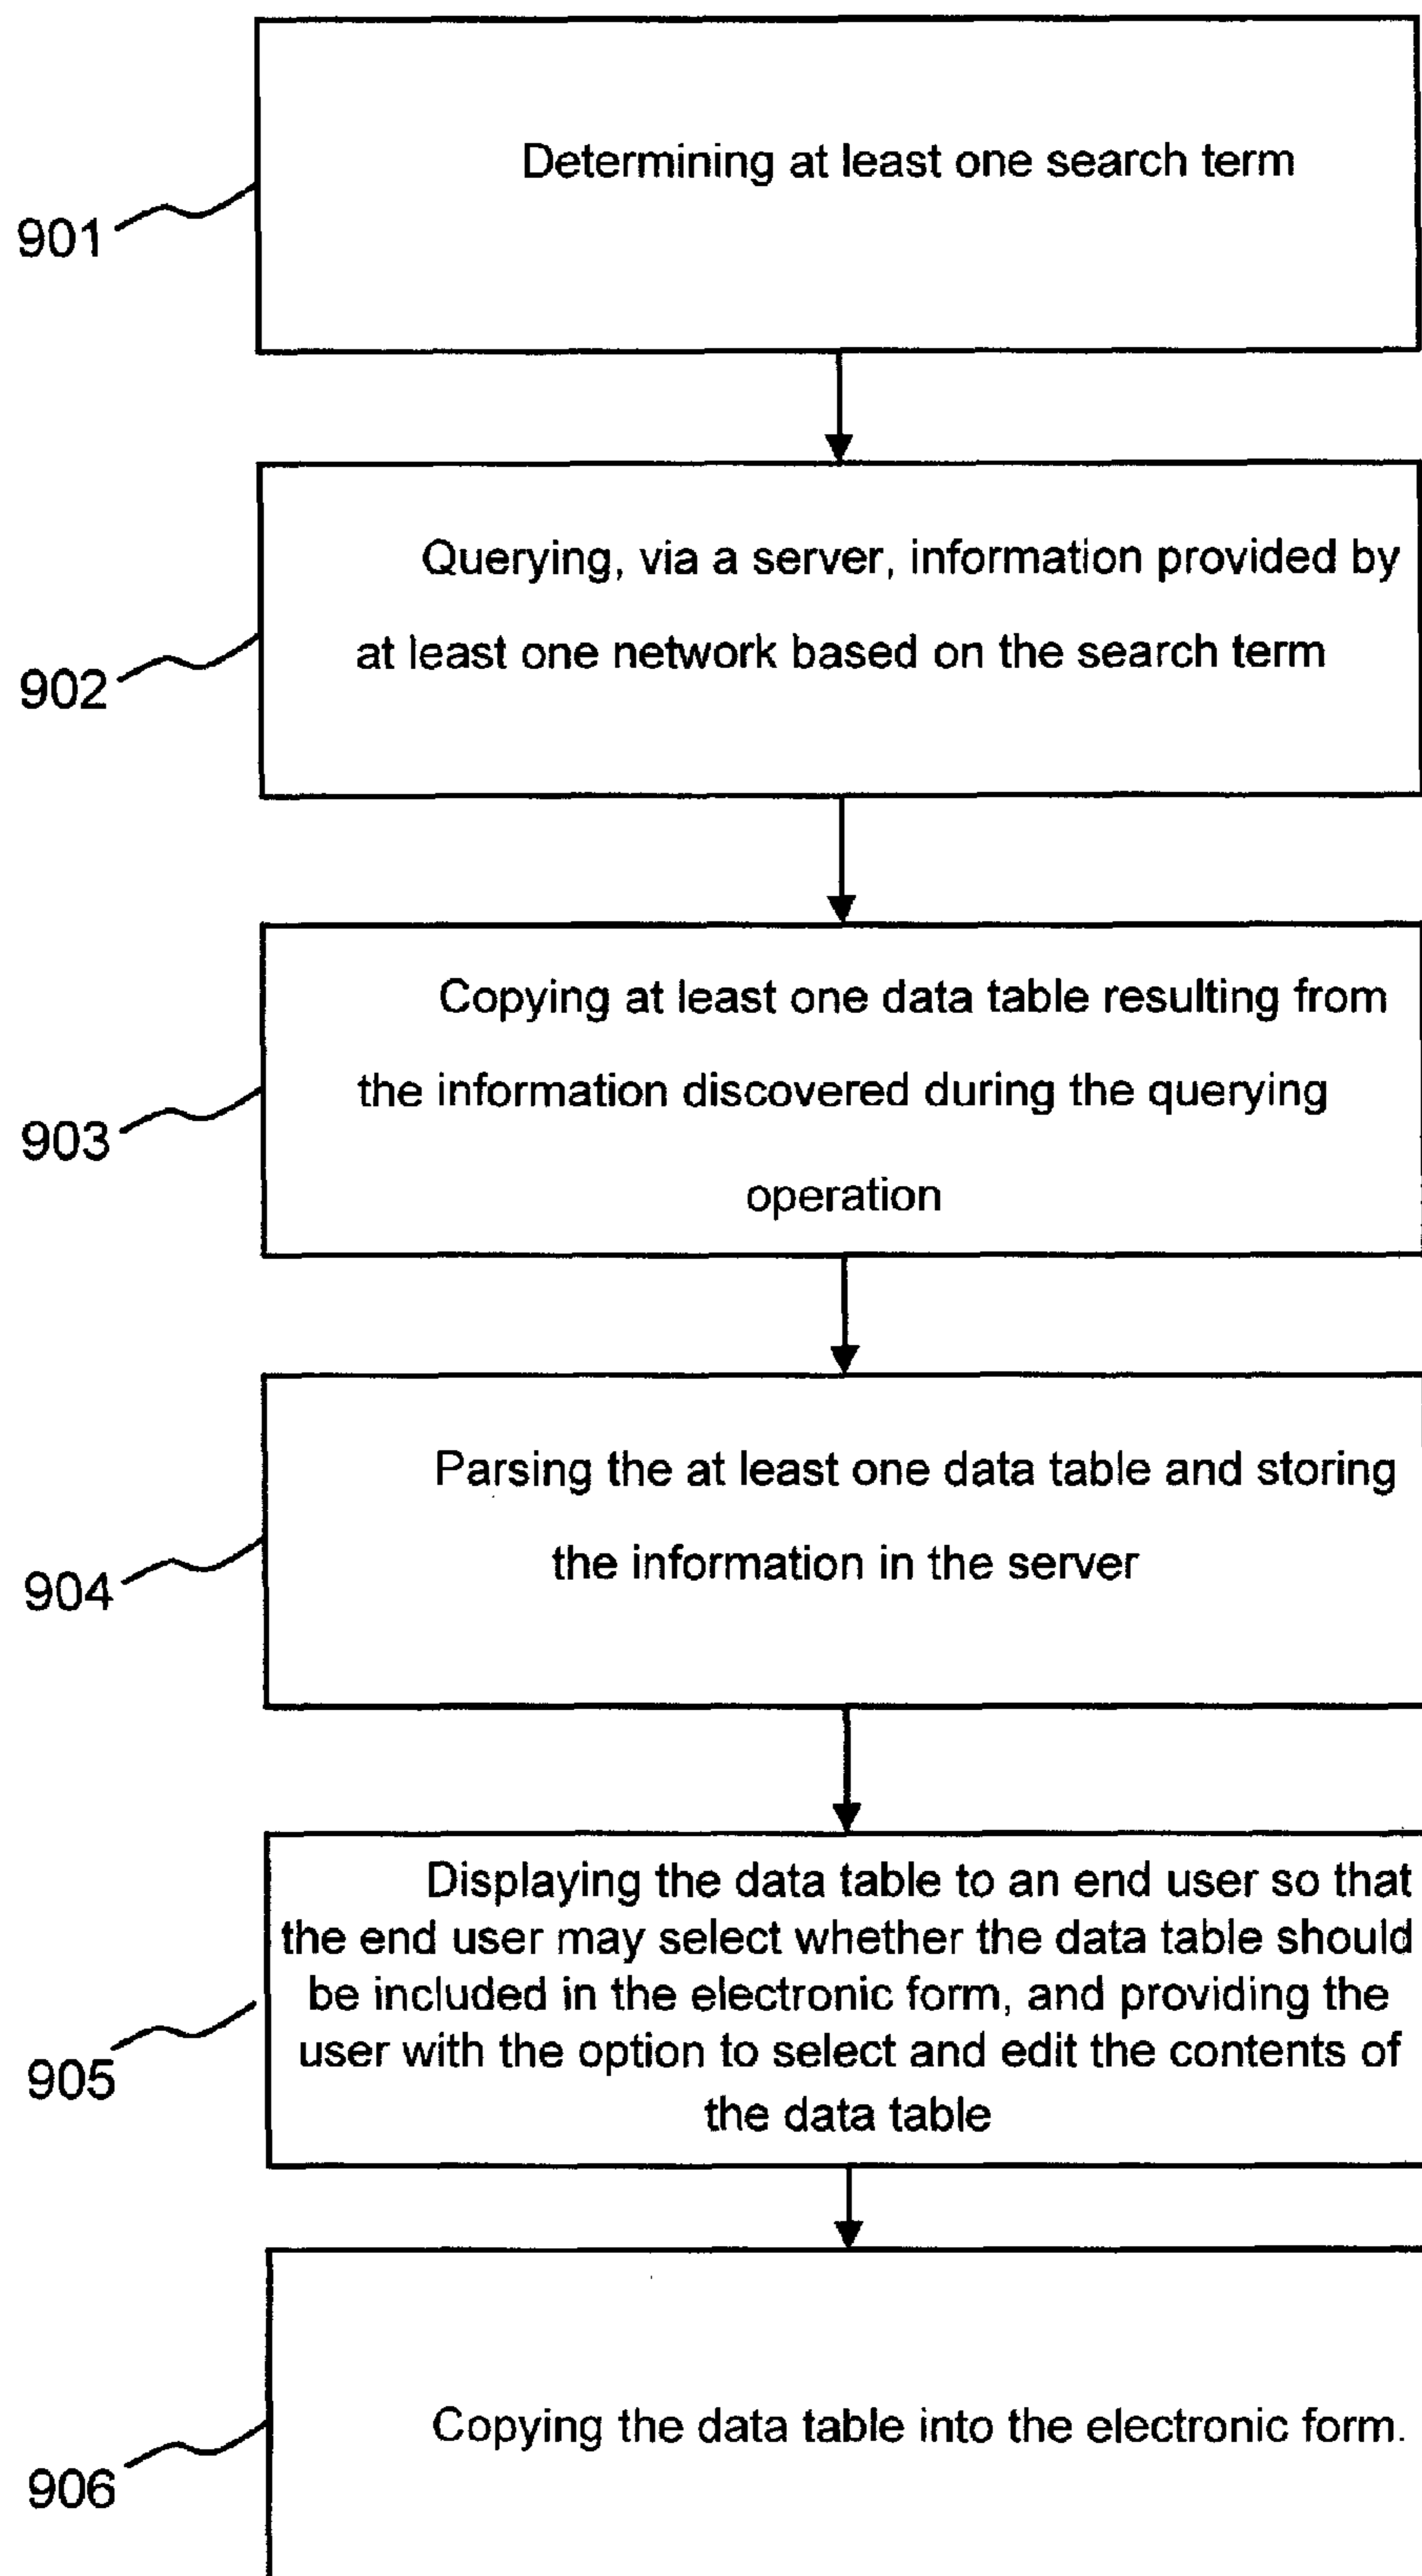 Determining at least one search term
901
Querying, via a server, information provided by
at least one network based on the search term
902
Copying at least one data table resulting from
the information discovered during the querying
operation
903
Parsing the at least one data table and storing
the information in the server
904
Displaying the data table to an end user so that
the end user may select whether the data table should
be included in the electronic form, and providing the
user with the option to select and edit the contents of
the data table
905
Copying the data table into the electronic form.
906